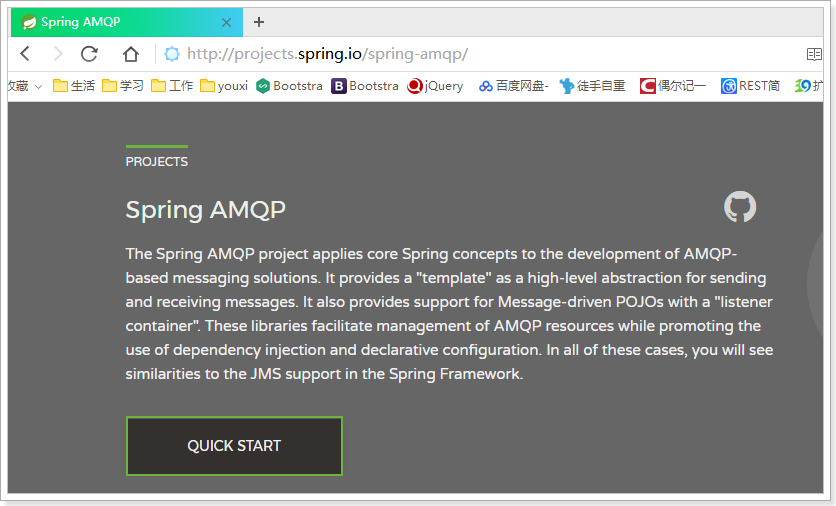 Spring AMQP
http://projects.spring.io/spring-amqp/
收藏 生活 学习 工作 youxi Bootstra Bootstra jQuery 百度网盘- 徒手自重 偶尔记一 REST简 扩
PROJECTS
Spring AMQP
The Spring AMQP project applies core Spring concepts to the development of AMQP-
based messaging solutions. It provides a "template" as a high-level abstraction for sending
and receiving messages. It also provides support for Message-driven POJOs with a "listener
container". These libraries facilitate management of AMQP resources while promoting the
use of dependency injection and declarative configuration. In all of these cases, you will see
similarities to the JMS support in the Spring Framework.
QUICK START